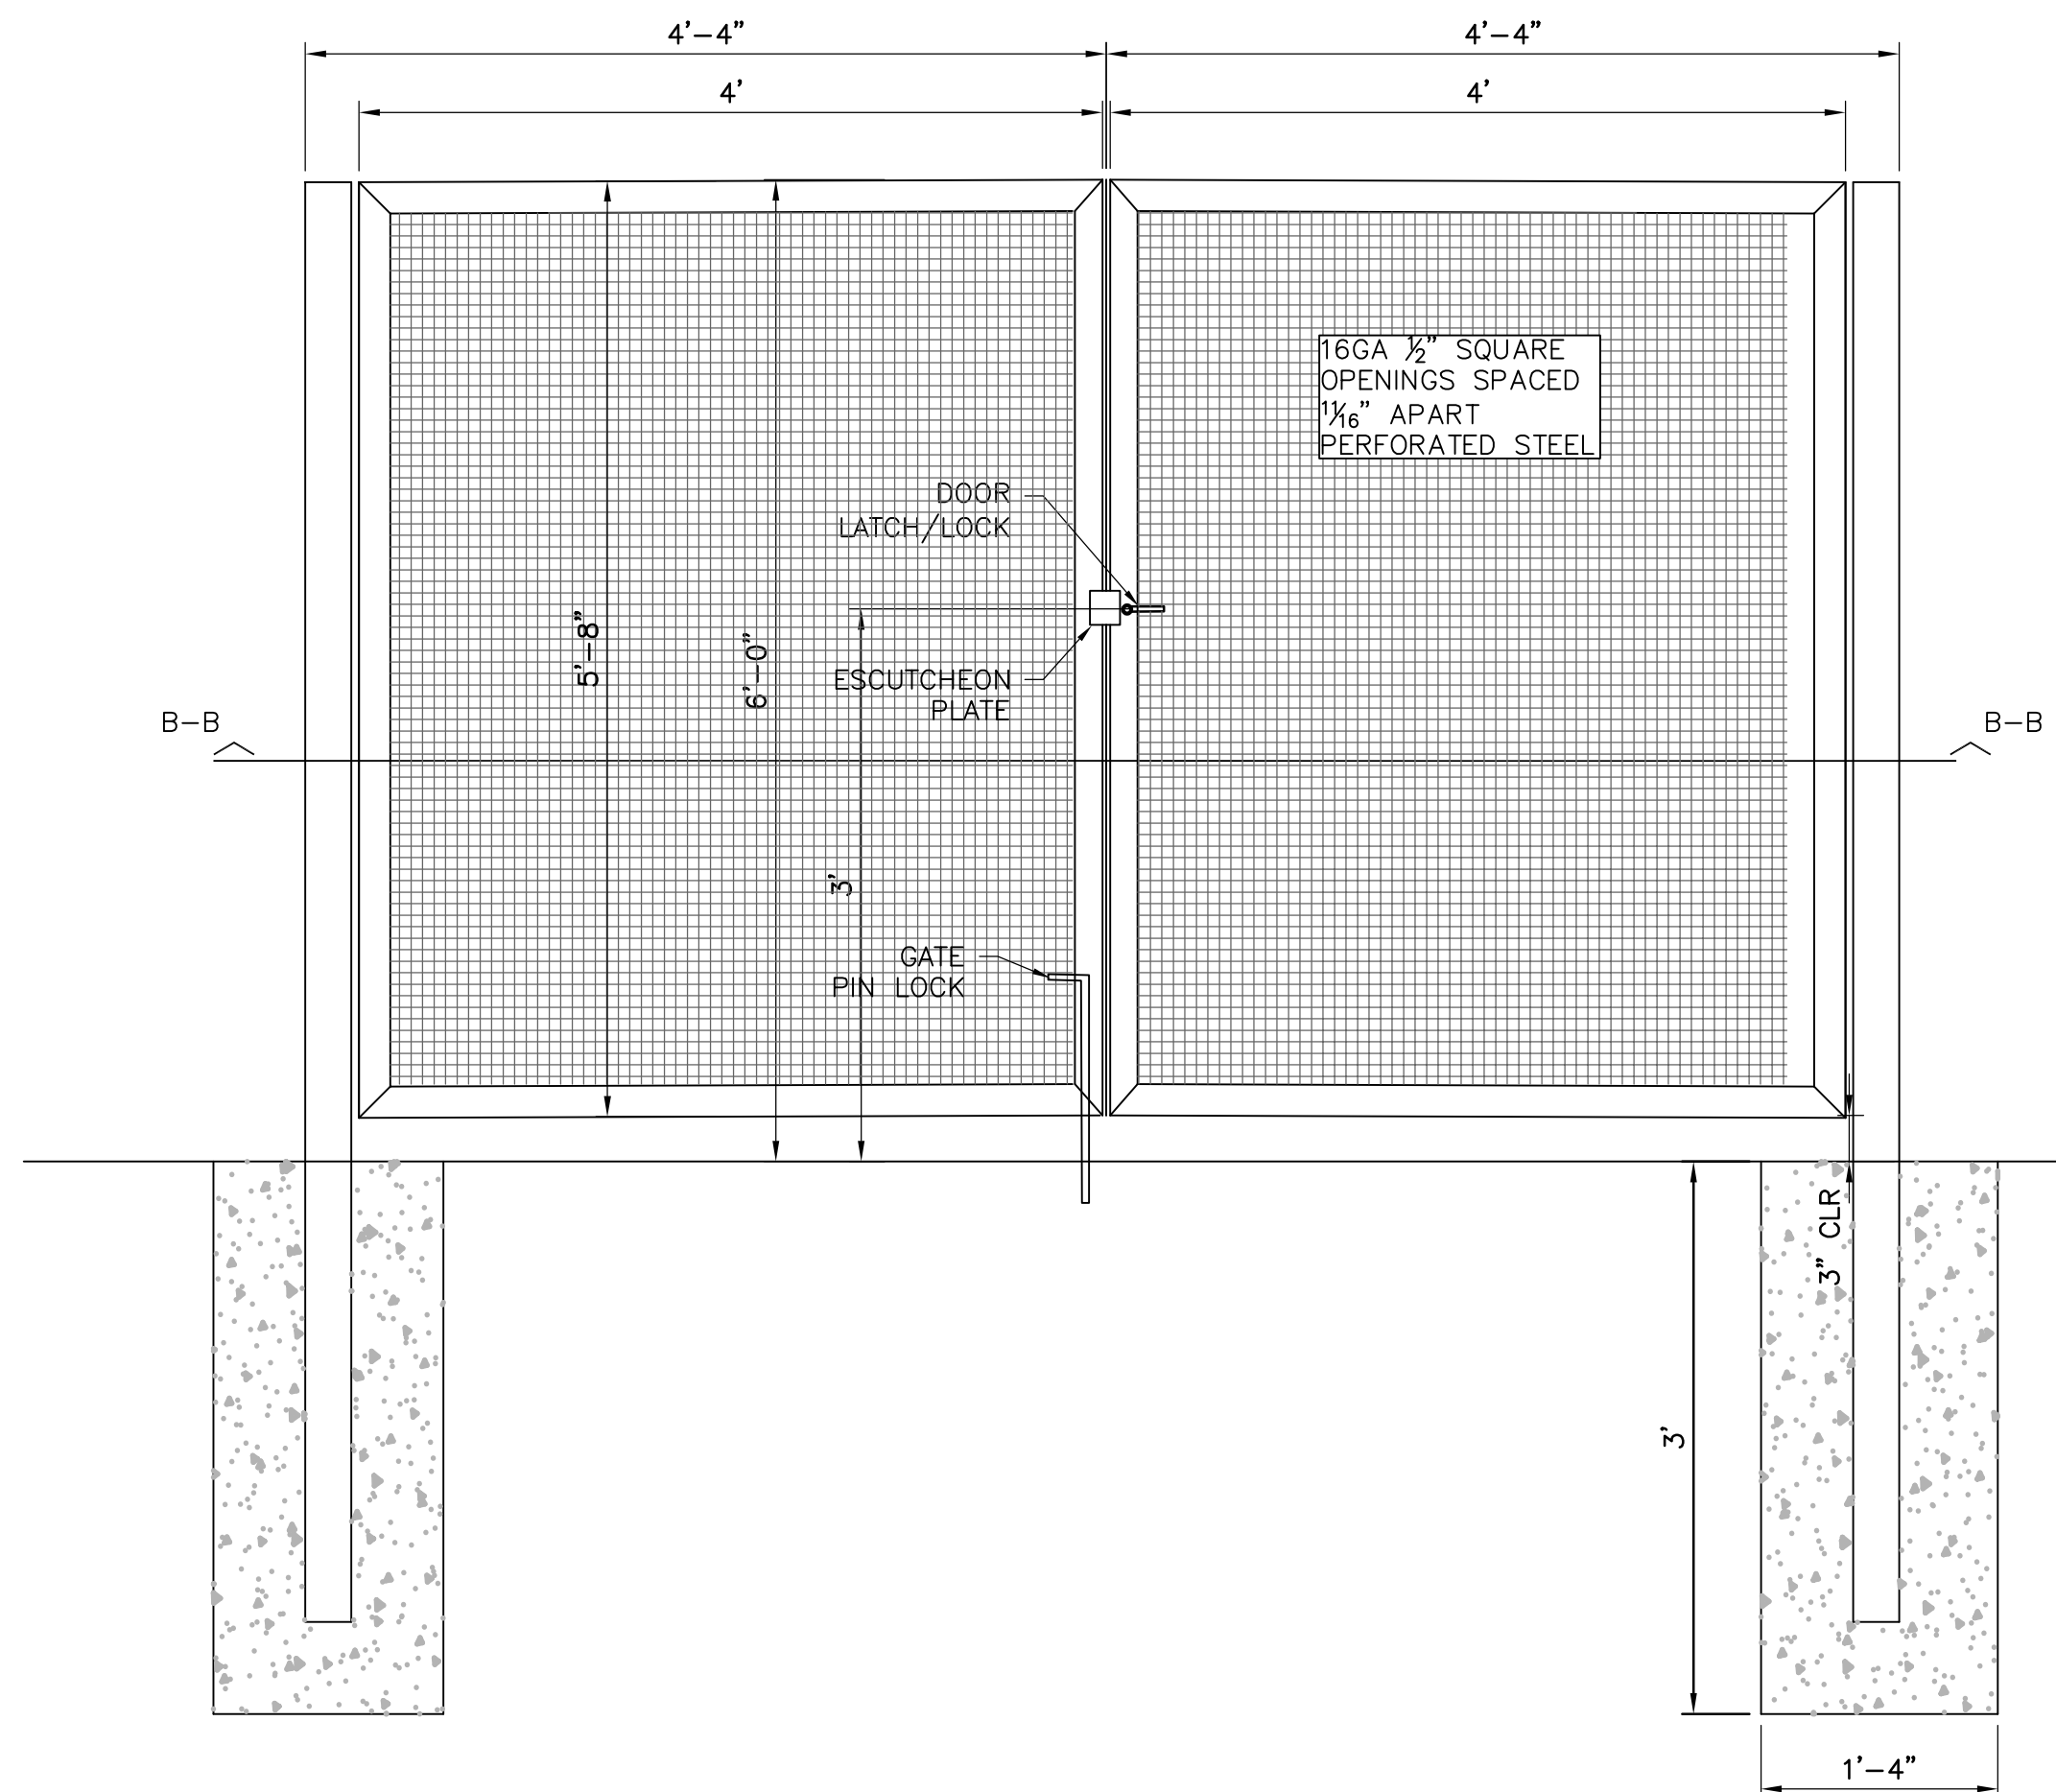 4'-4" 4'-4"
4' 4'
16GA ½" SQUARE
OPENINGS SPACED
11⁄16" APART
PERFORATED STEEL
DOOR
LATCH/LOCK
5'-8"
6'-0"
ESCUTCHEON
PLATE
B-B B-B
3'
GATE
PIN LOCK
3" CLR
3'
1'-4"